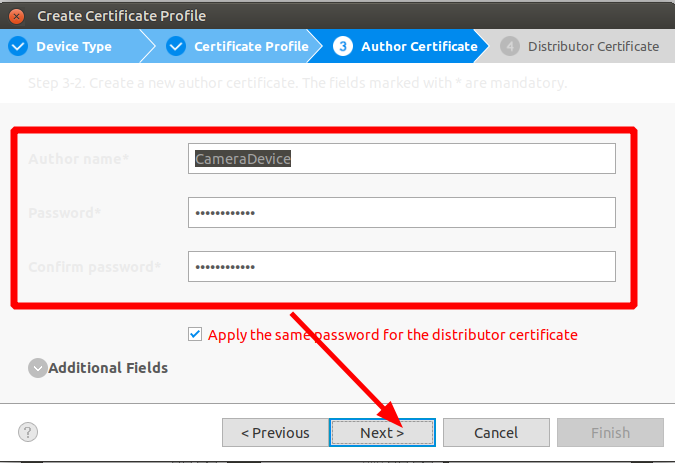 Create Certificate Profile
Device Type Certificate Profile 3 Author Certificate 4 Distributor Certificate
Step 3-2. Create a new author certificate. The fields marked with * are mandatory.
Author name* CameraDevice
Password* ••••••••••••
Confirm password* ••••••••••••
Apply the same password for the distributor certificate
Additional Fields
? < Previous Next > Cancel Finish